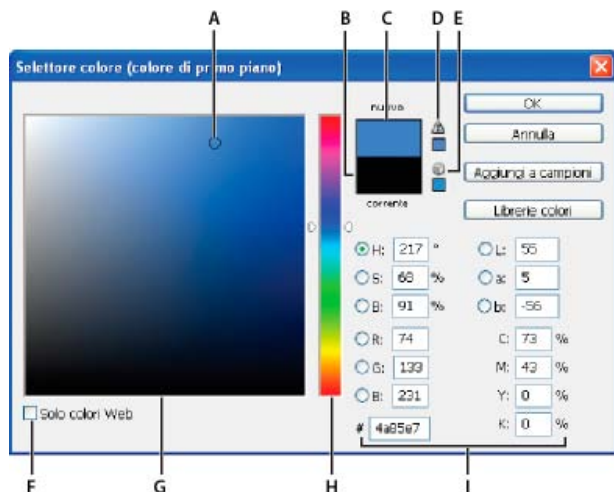 A
B C D E
Selettore colore (colore di primo piano)
nuovo
corrente
OK
Annulla
Aggiungi a campioni
Librerie colori
H: 217 °
S: 68 %
B: 91 %
R: 74
G: 133
B: 231
# 4a85e7
L: 55
a: 5
b: -56
C: 73 %
M: 43 %
Y: 0 %
K: 0 %
Solo colori Web
F G H I